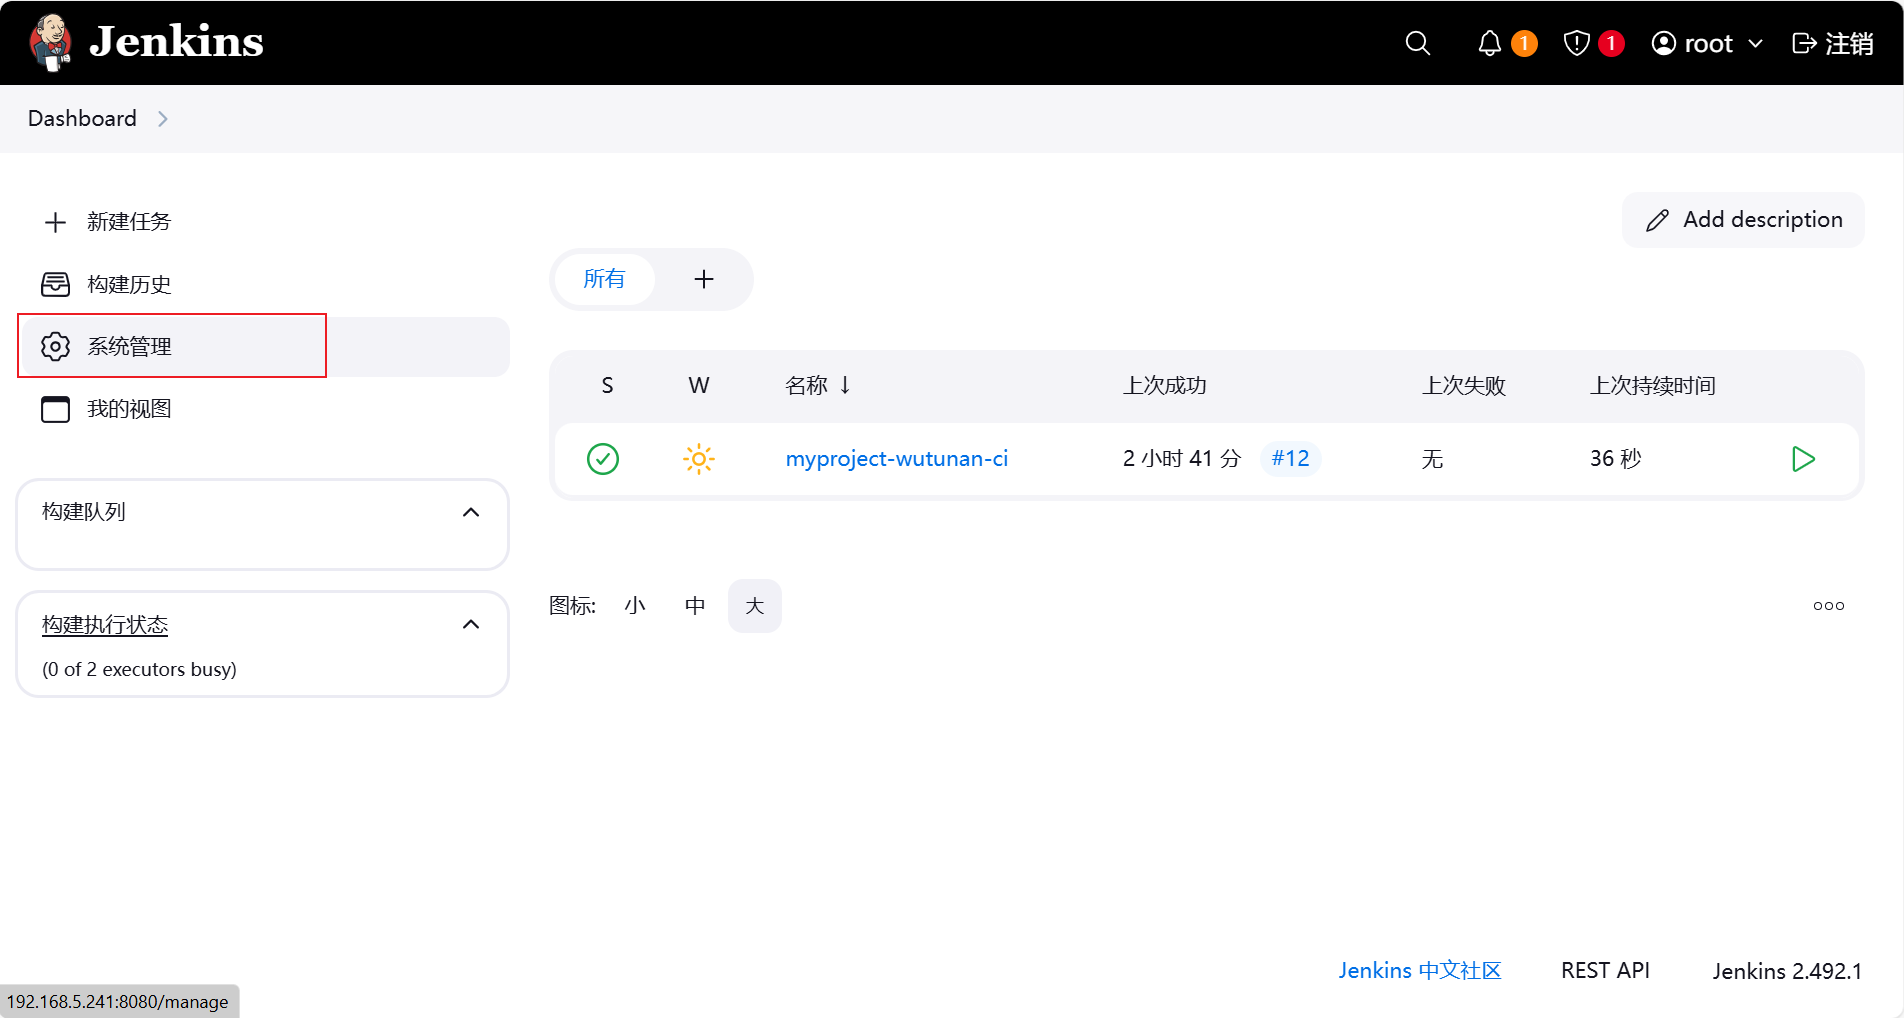 Jenkins
1
1
root
注销
Dashboard
新建任务
构建历史
系统管理
我的视图
构建队列
构建执行状态
(0 of 2 executors busy)
Add description
所有
S W 名称 ↓ 上次成功 上次失败 上次持续时间
myproject-wutunan-ci 2 小时 41 分 #12 无 36 秒
图标: 小 中 大
Jenkins 中文社区 REST API Jenkins 2.492.1
192.168.5.241:8080/manage